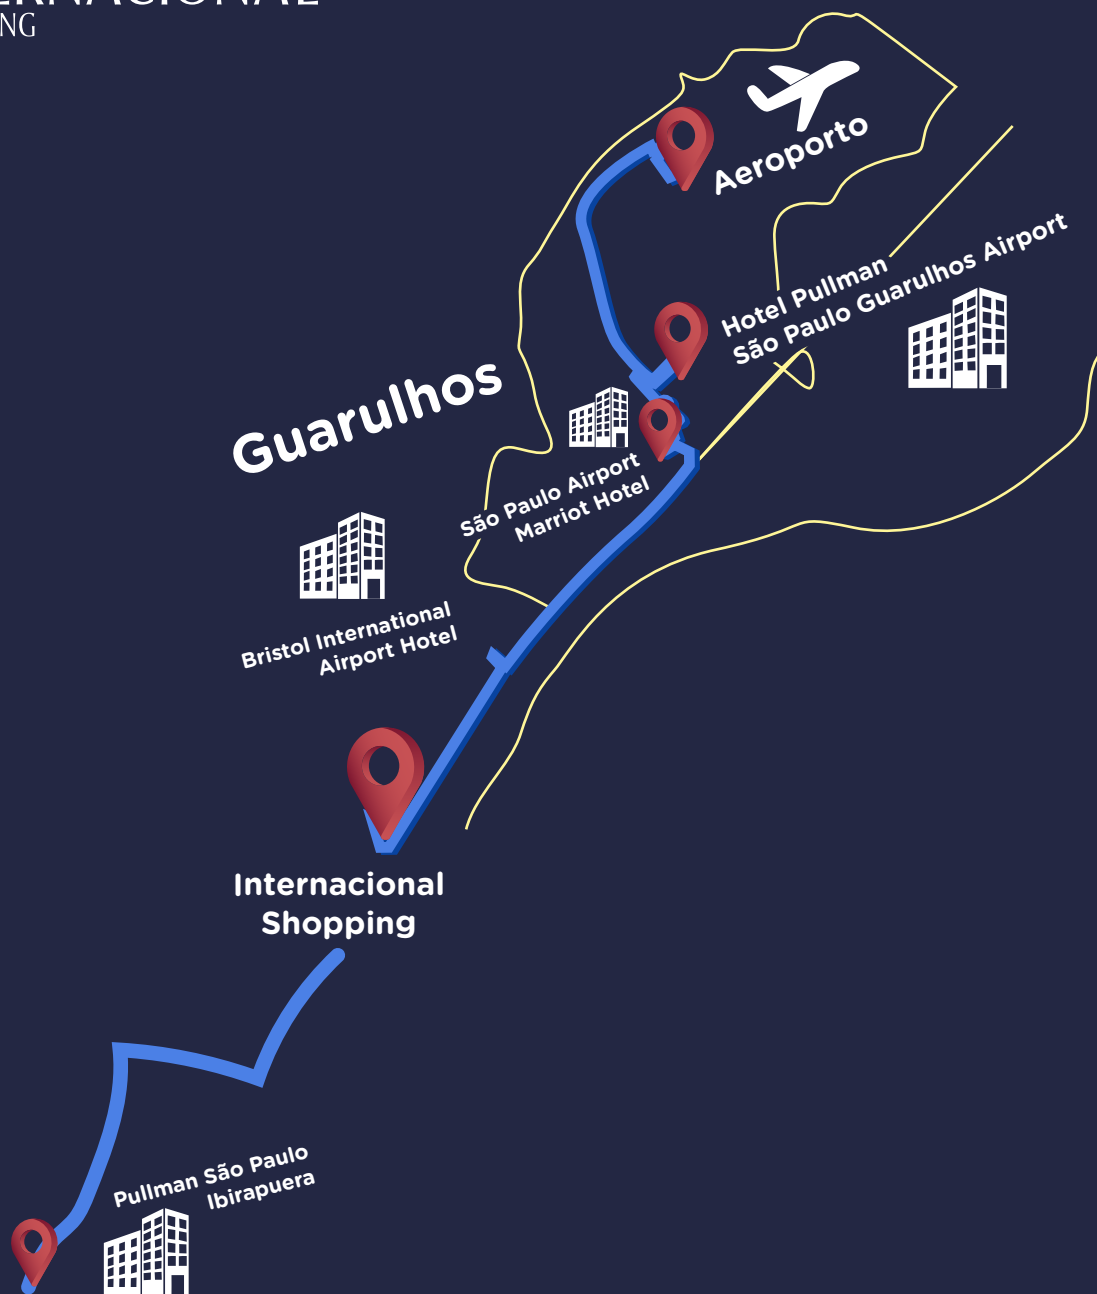 NG
Aeroporto
Hotel Pullman
São Paulo Guarulhos Airport
Guarulhos
São Paulo Airport
Marriot Hotel
Bristol International
Airport Hotel
Internacional
Shopping
Pullman São Paulo
Ibirapuera